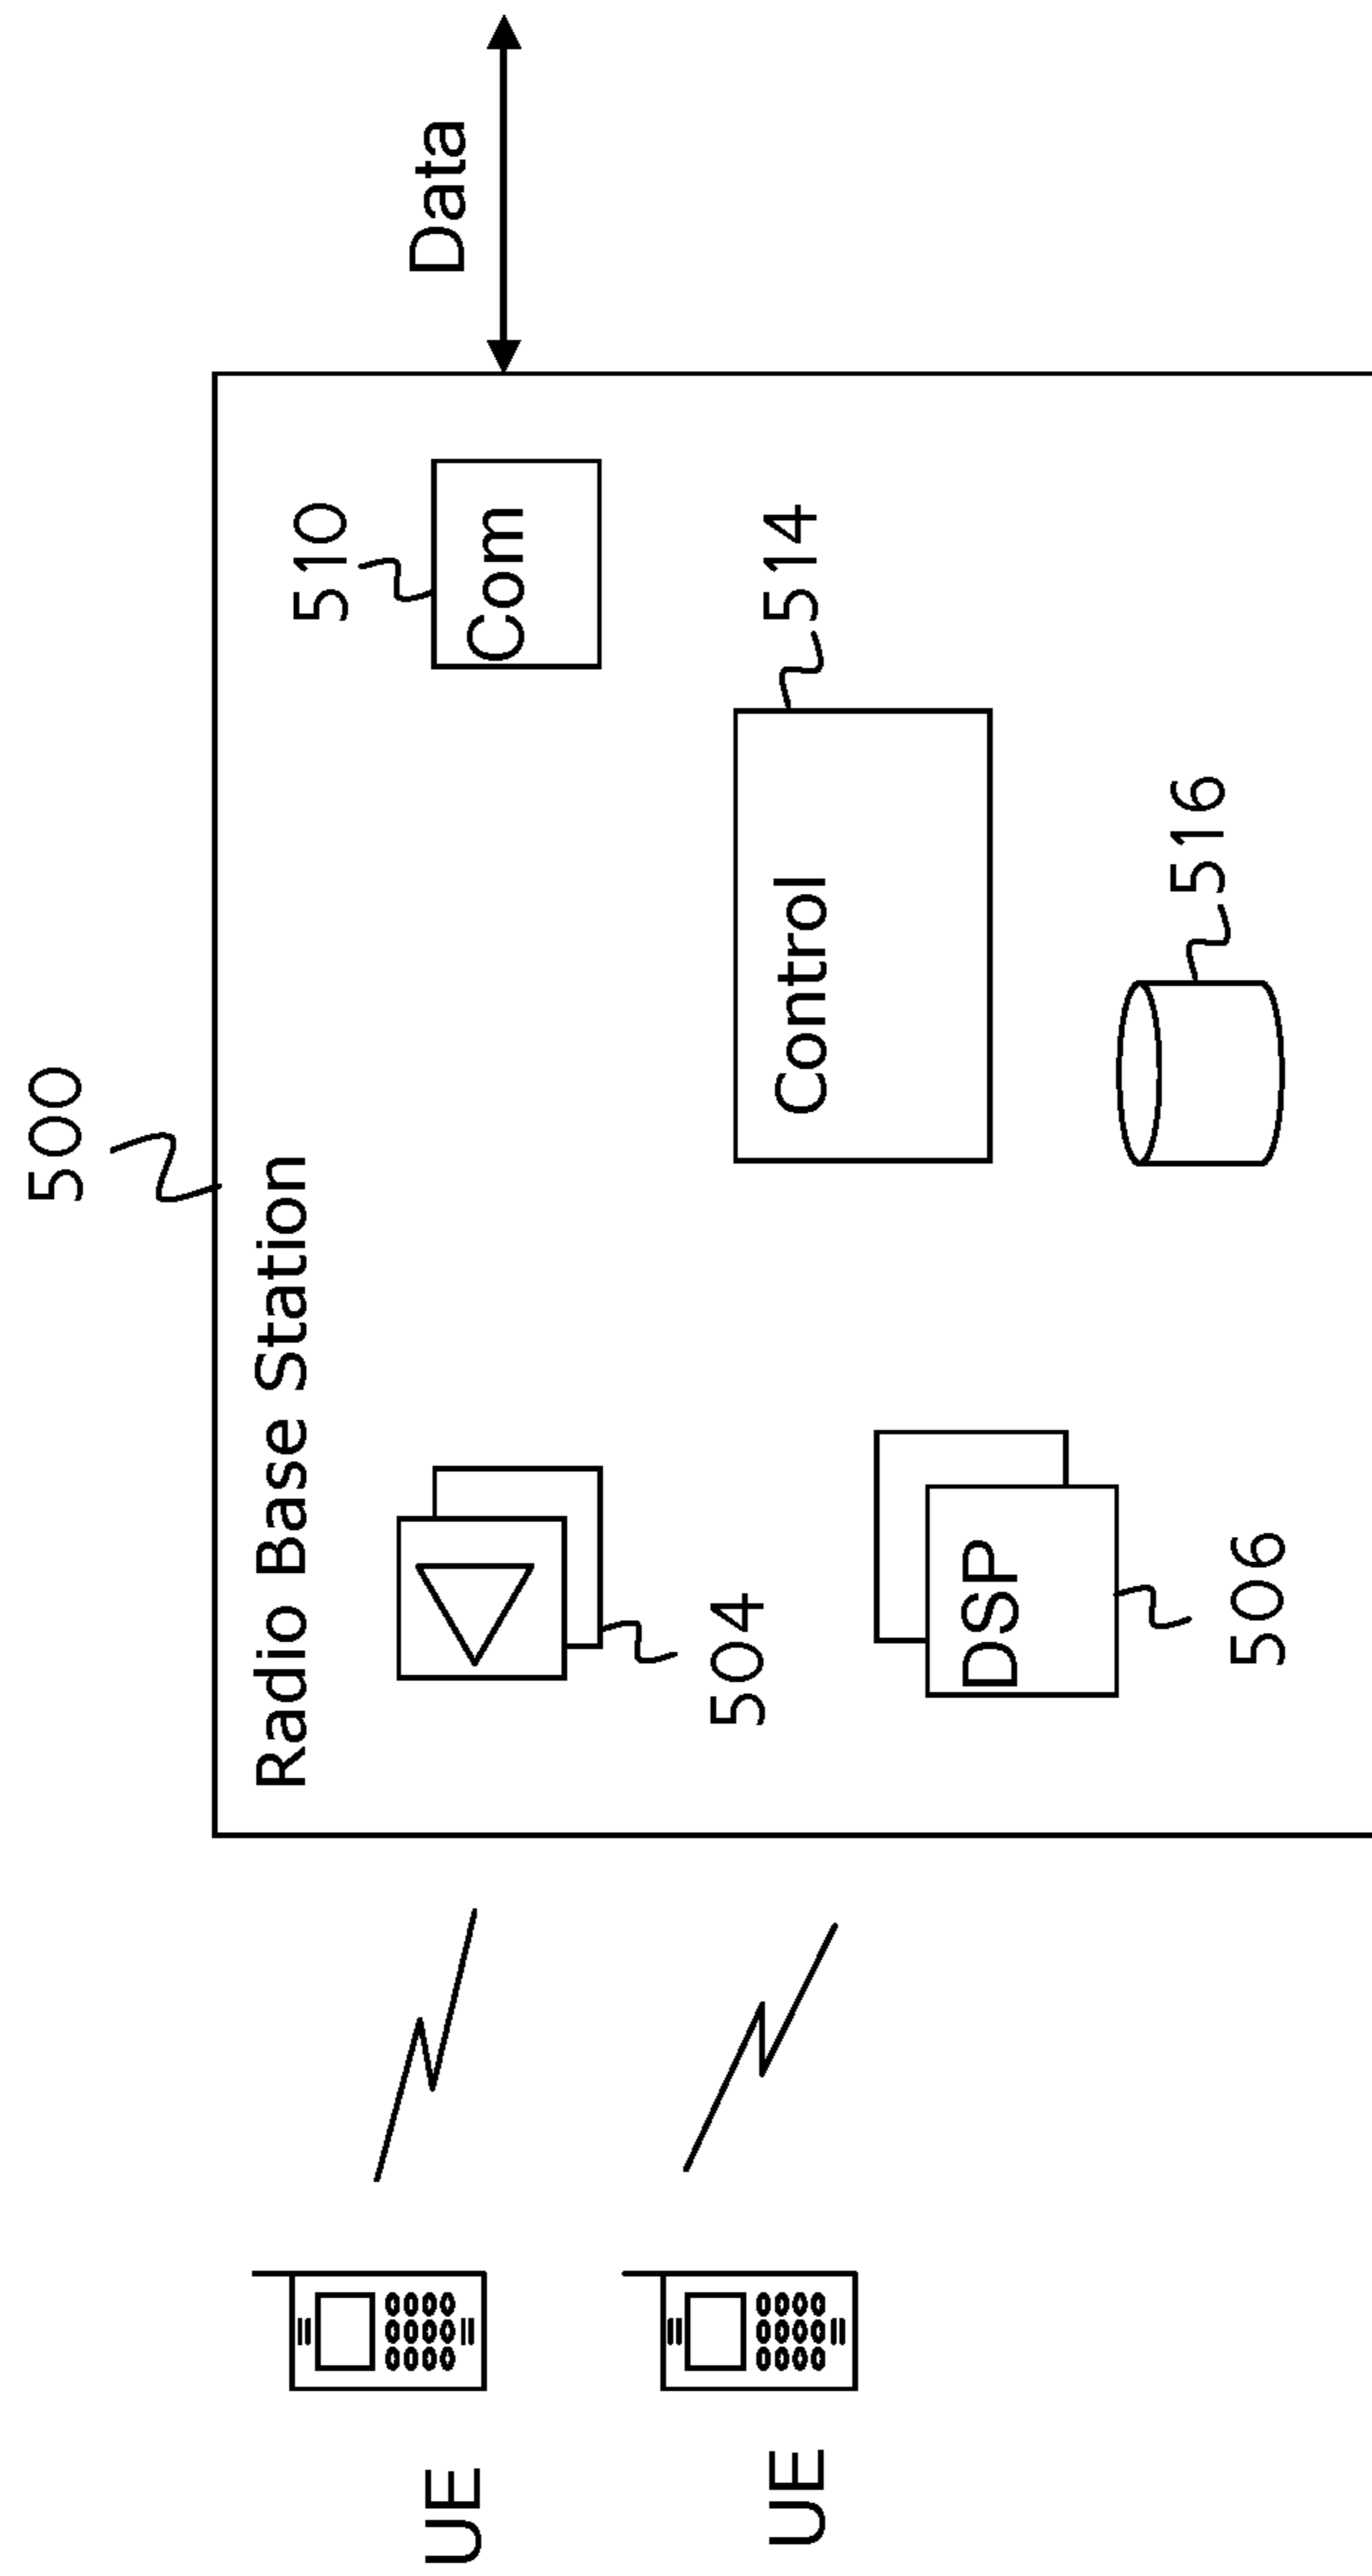 500
Radio Base Station
510
Com
Data
UE
504
Control
514
UE
DSP
506
516